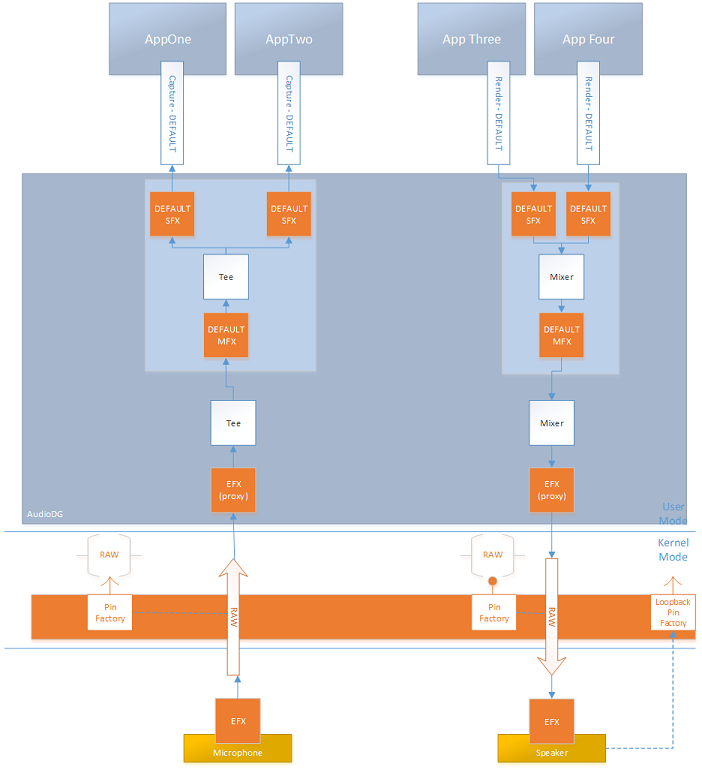 AppOne
AppTwo
App Three
App Four
Capture - DEFAULT
Capture - DEFAULT
Render - DEFAULT
Render - DEFAULT
DEFAULT
SFX
DEFAULT
SFX
DEFAULT
SFX
DEFAULT
SFX
Tee
Mixer
DEFAULT
MFX
DEFAULT
MFX
Tee
Mixer
EFX
(proxy)
EFX
(proxy)
AudioDG
User
Mode
Kernel
Mode
RAW
RAW
Pin
Factory
RAW
Pin
Factory
RAW
Loopback
Pin
Factory
EFX
Microphone
EFX
Speaker